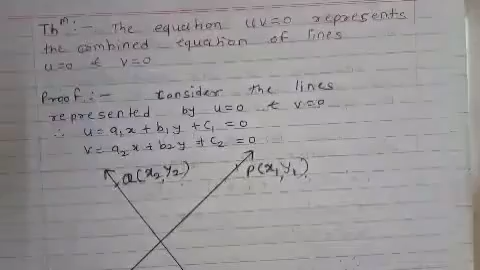 Thm :- The equation uv=0 represents
the combined equation of lines
u=0 & v=0
Proof :- Consider the lines
represented by u=0 & v=0
∴ u = a₁x + b₁y + c₁ = 0
v = a₂x + b₂y + c₂ = 0
Q(x₂,y₂) P(x₁,y₁)